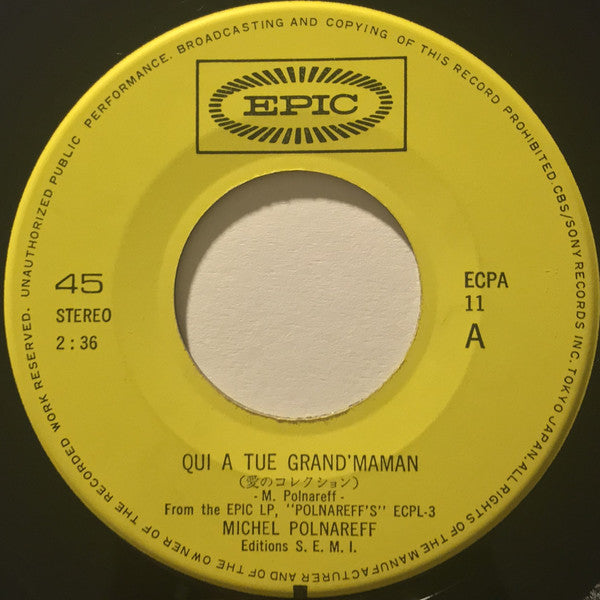 UNAUTHORIZED PUBLIC PERFORMANCE. BROADCASTING AND COPYING OF THIS RECORD PROHIBITED. CBS/SONY RECORDS INC. TOKYO JAPAN. ALL RIGHTS OF THE MANUFACTURER AND OF THE OWNER OF THE RECORDED WORK RESERVED.
EPIC
45
STEREO
2:36
ECPA
11
A
QUI A TUE GRAND'MAMAN
(愛のコレクション)
- M. Polnareff -
From the EPIC LP, "POLNAREFF'S" ECPL-3
MICHEL POLNAREFF
Editions S. E. M. I.